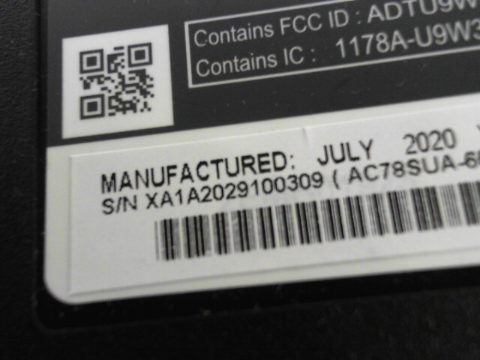 Contains FCC ID : ADTU9W
Contains IC : 1178A-U9W3
MANUFACTURED: JULY 2020
S/N XA1A2029100309 ( AC78SUA-6